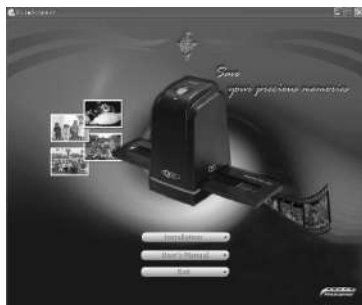 Save
your precious memories
Installation
User's Manual
Exit